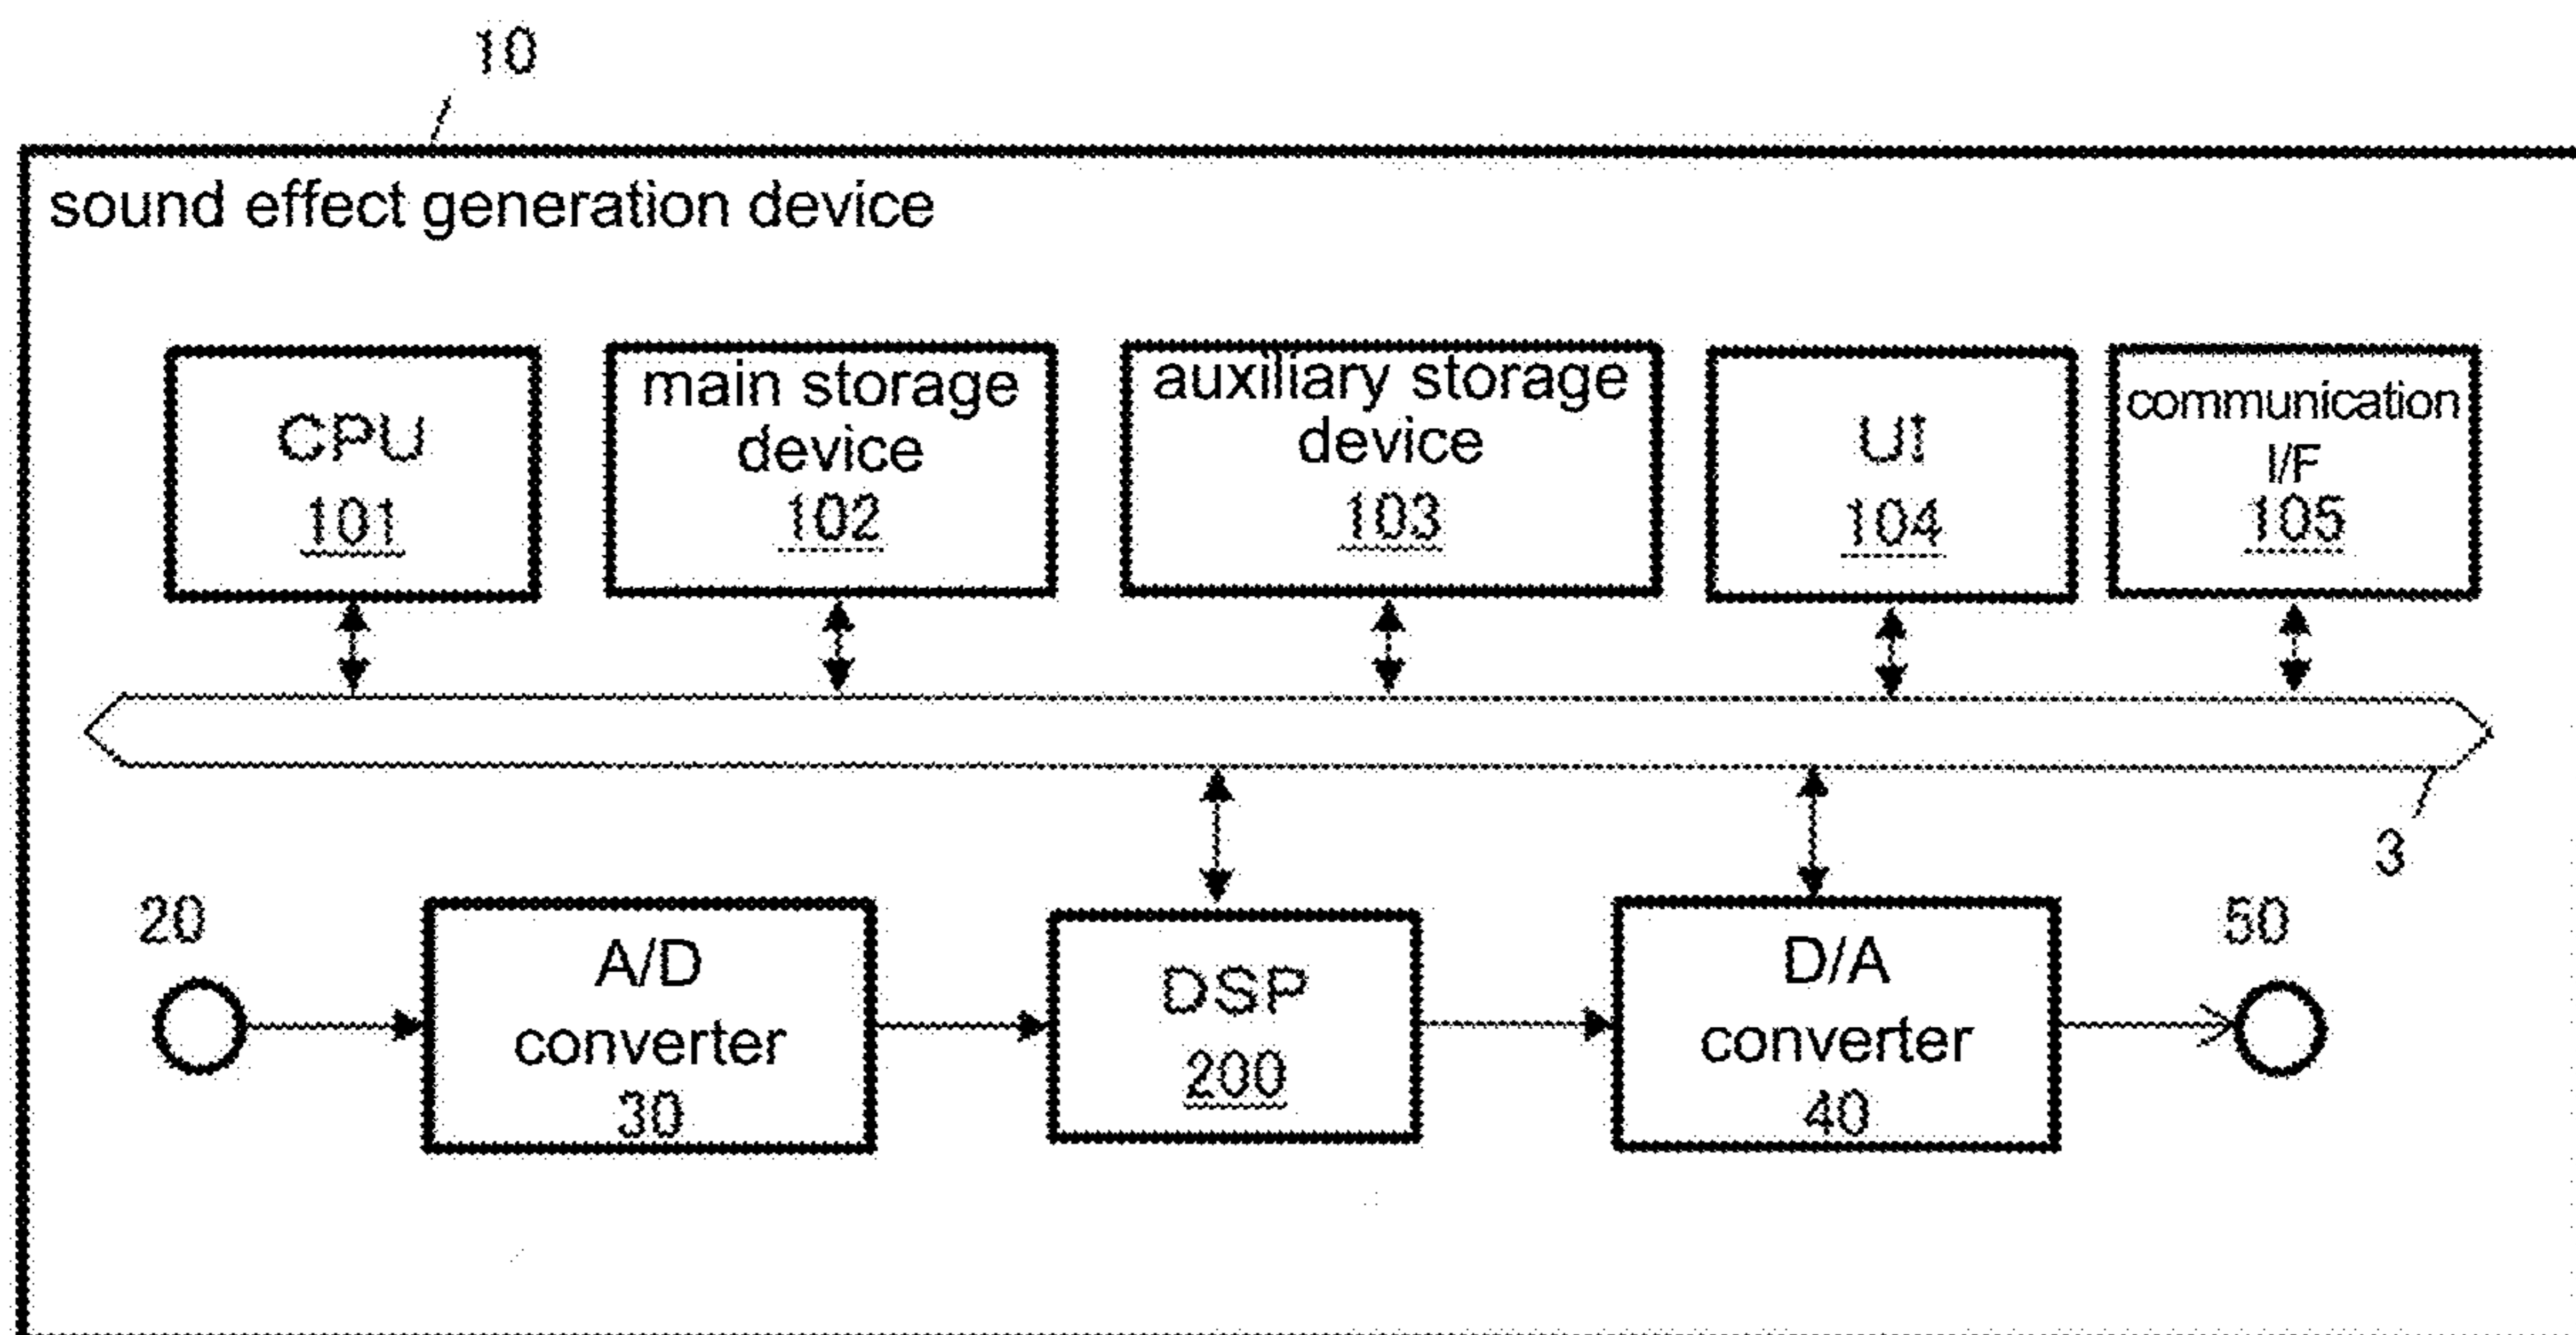 10
sound effect generation device
CPU
101
main storage
device
102
auxiliary storage
device
103
UI
104
communication
I/F
105
3
20
A/D
converter
30
DSP
200
D/A
converter
40
50